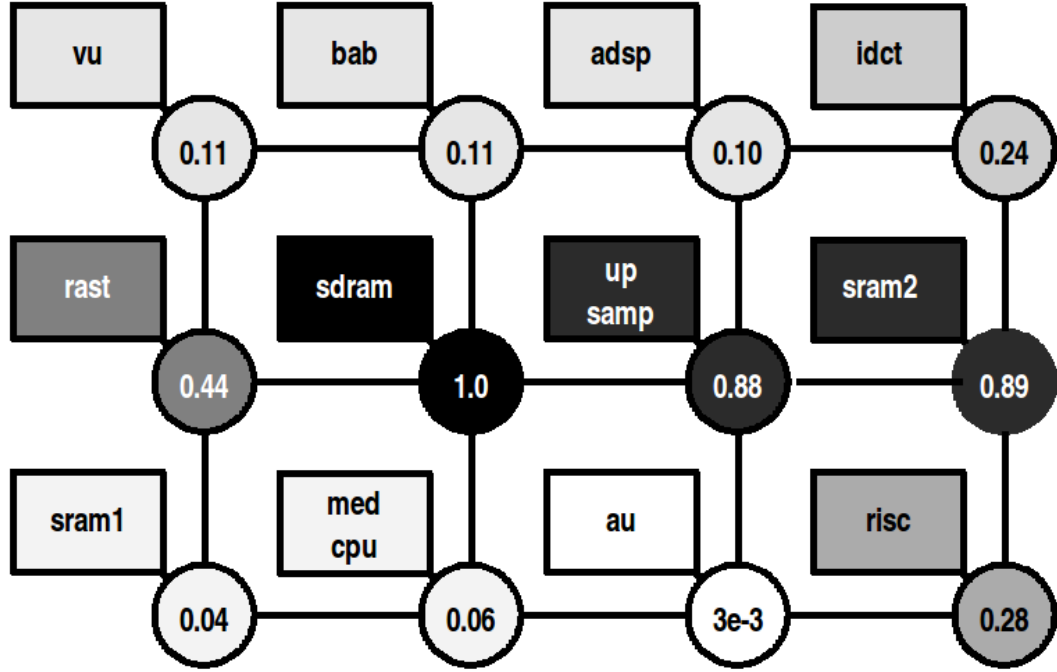 vu
bab
adsp
idct
0.11
0.11
0.10
0.24
rast
sdram
up
samp
sram2
0.44
1.0
0.88
0.89
sram1
med
cpu
au
risc
0.04
0.06
3e-3
0.28